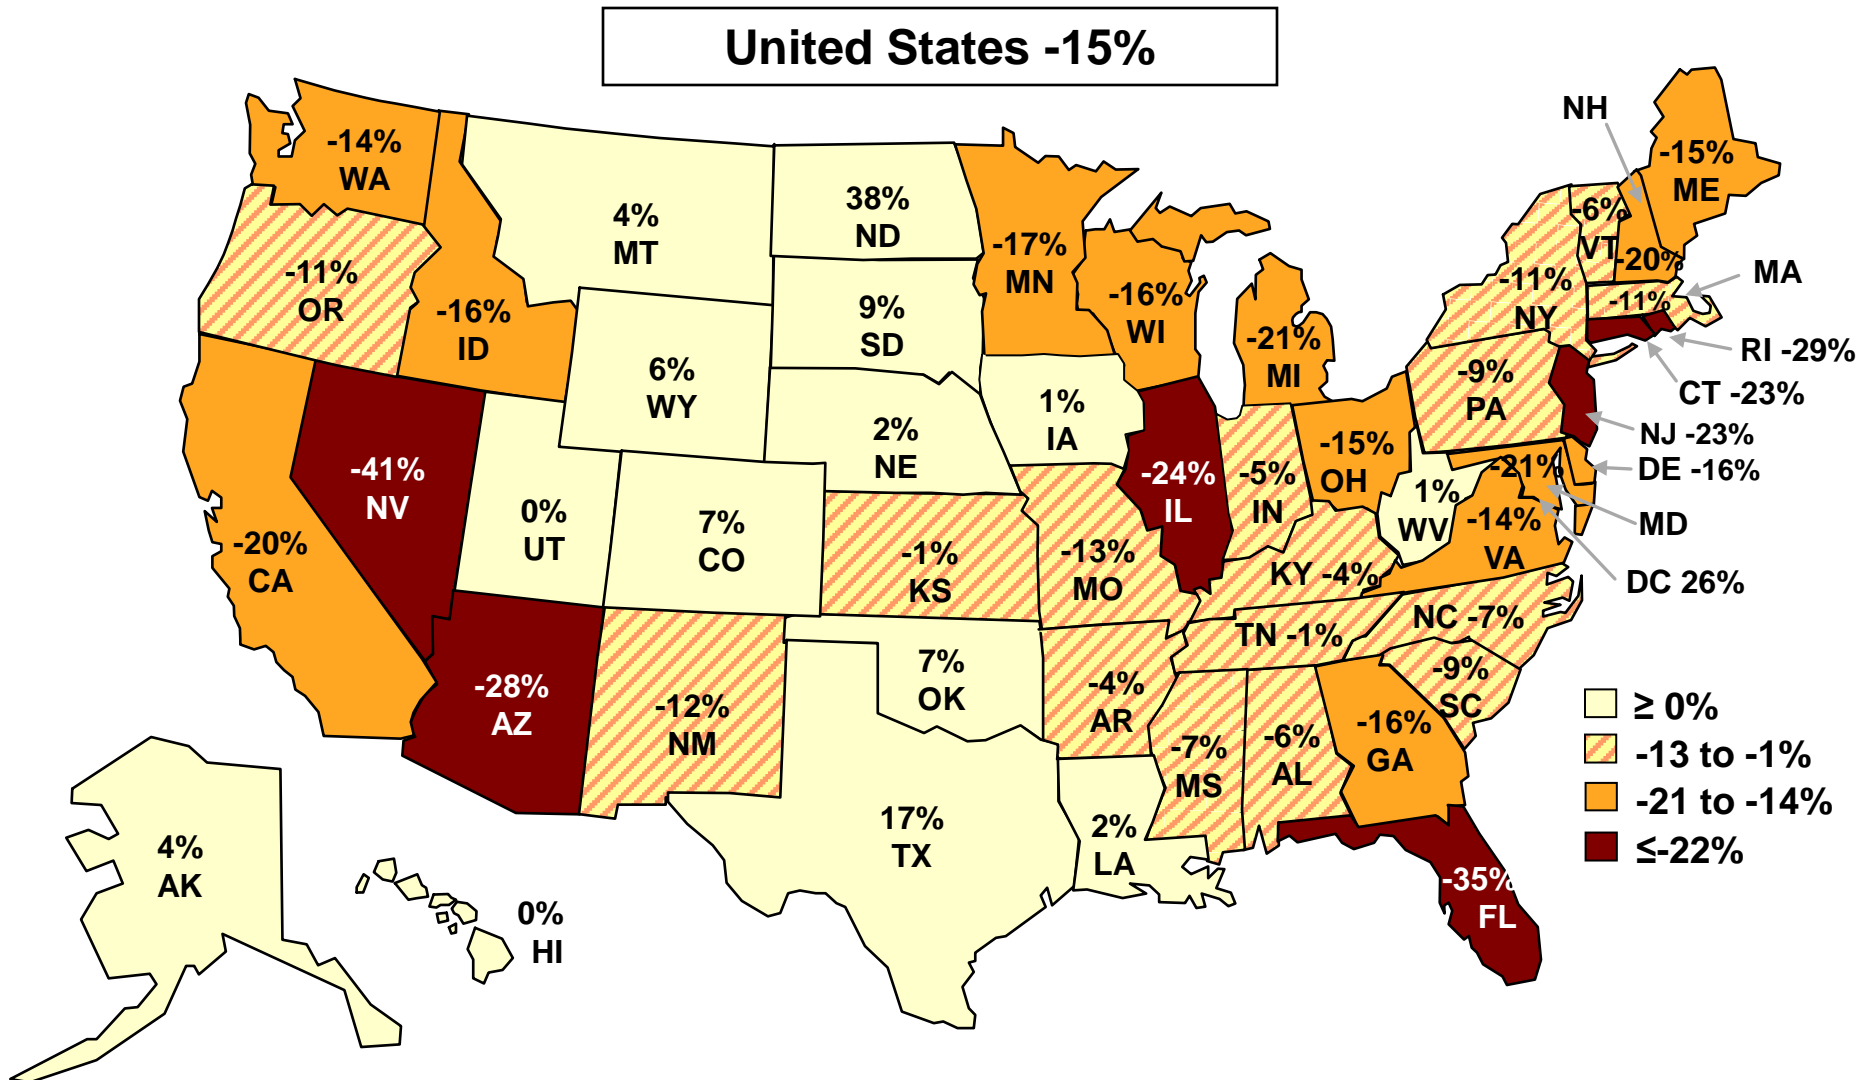 United States -15%
NH
-15%
ME
-14%
WA
38%
ND
4%
MT
-6%
VT
-17%
MN
-20%
MA
-11%
OR
-11%
NY
-16%
WI
-11%
-16%
ID
9%
SD
-21%
MI
RI -29%
6%
WY
-9%
PA
CT -23%
1%
IA
2%
NE
NJ -23%
-15%
OH
-41%
NV
-24%
IL
-5%
IN
-21%
DE -16%
1%
WV
0%
UT
7%
CO
-14%
VA
MD
-20%
CA
-1%
KS
-13%
MO
KY -4%
DC 26%
NC -7%
TN -1%
-28%
AZ
-12%
NM
7%
OK
-4%
AR
-9%
SC
-7%
MS
-6%
AL
-16%
GA
≥ 0%
-13 to -1%
-21 to -14%
≤-22%
17%
TX
2%
LA
4%
AK
0%
HI
-35%
FL